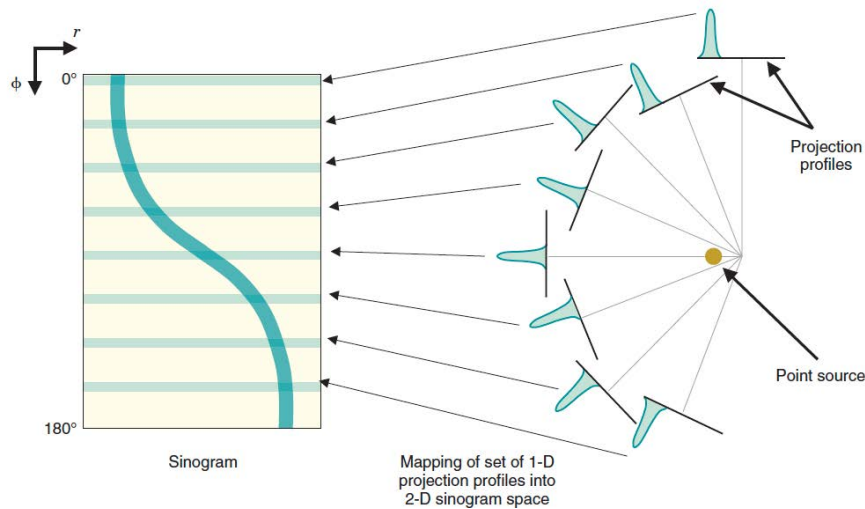 r
ϕ
0°
180°
Sinogram
Mapping of set of 1-D
projection profiles into
2-D sinogram space
Projection
profiles
Point source